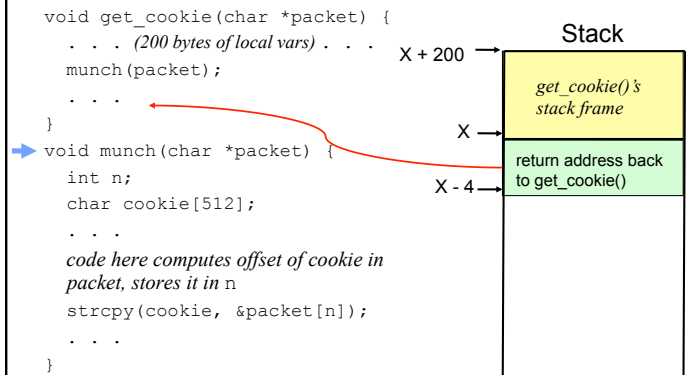 void get_cookie(char *packet) {
. . . (200 bytes of local vars) . . .
munch(packet);
. . .
}
void munch(char *packet) {
int n;
char cookie[512];
. . .
code here computes offset of cookie in
packet, stores it in n
strcpy(cookie, &packet[n]);
. . .
}
Stack
X + 200
get_cookie()'s
stack frame
X
return address back
to get_cookie()
X - 4